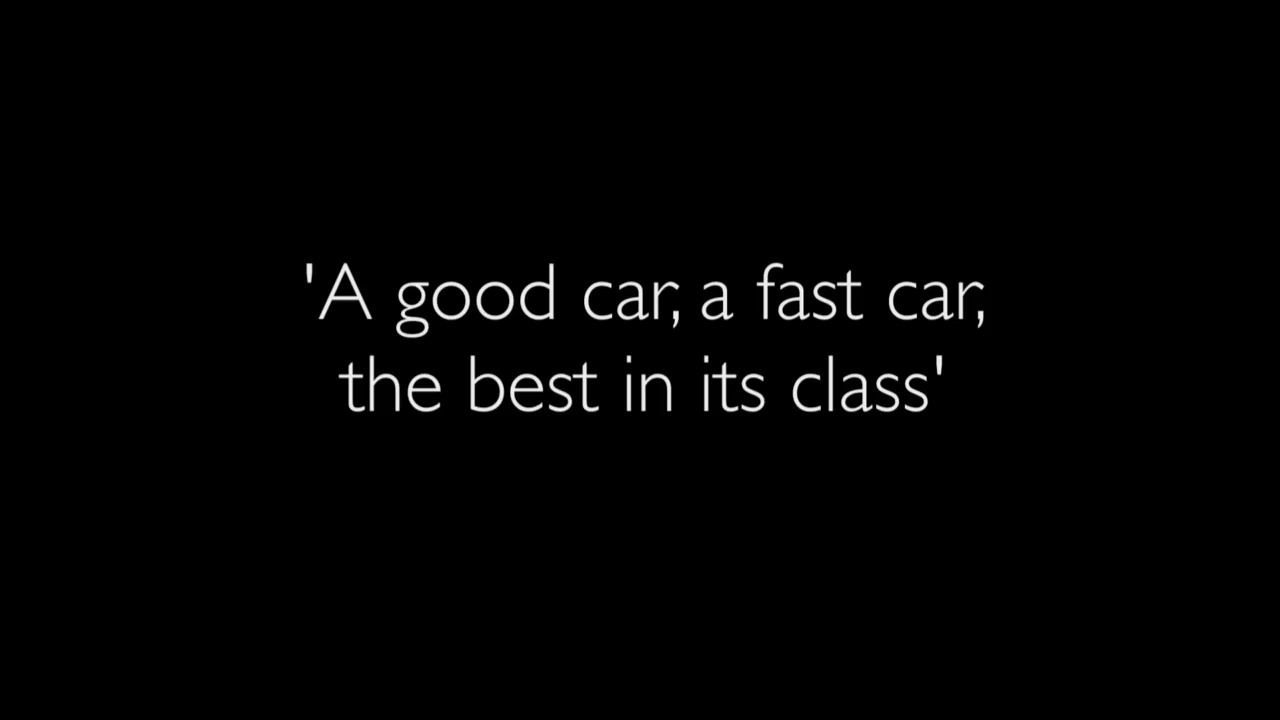 'A good car, a fast car,
the best in its class'